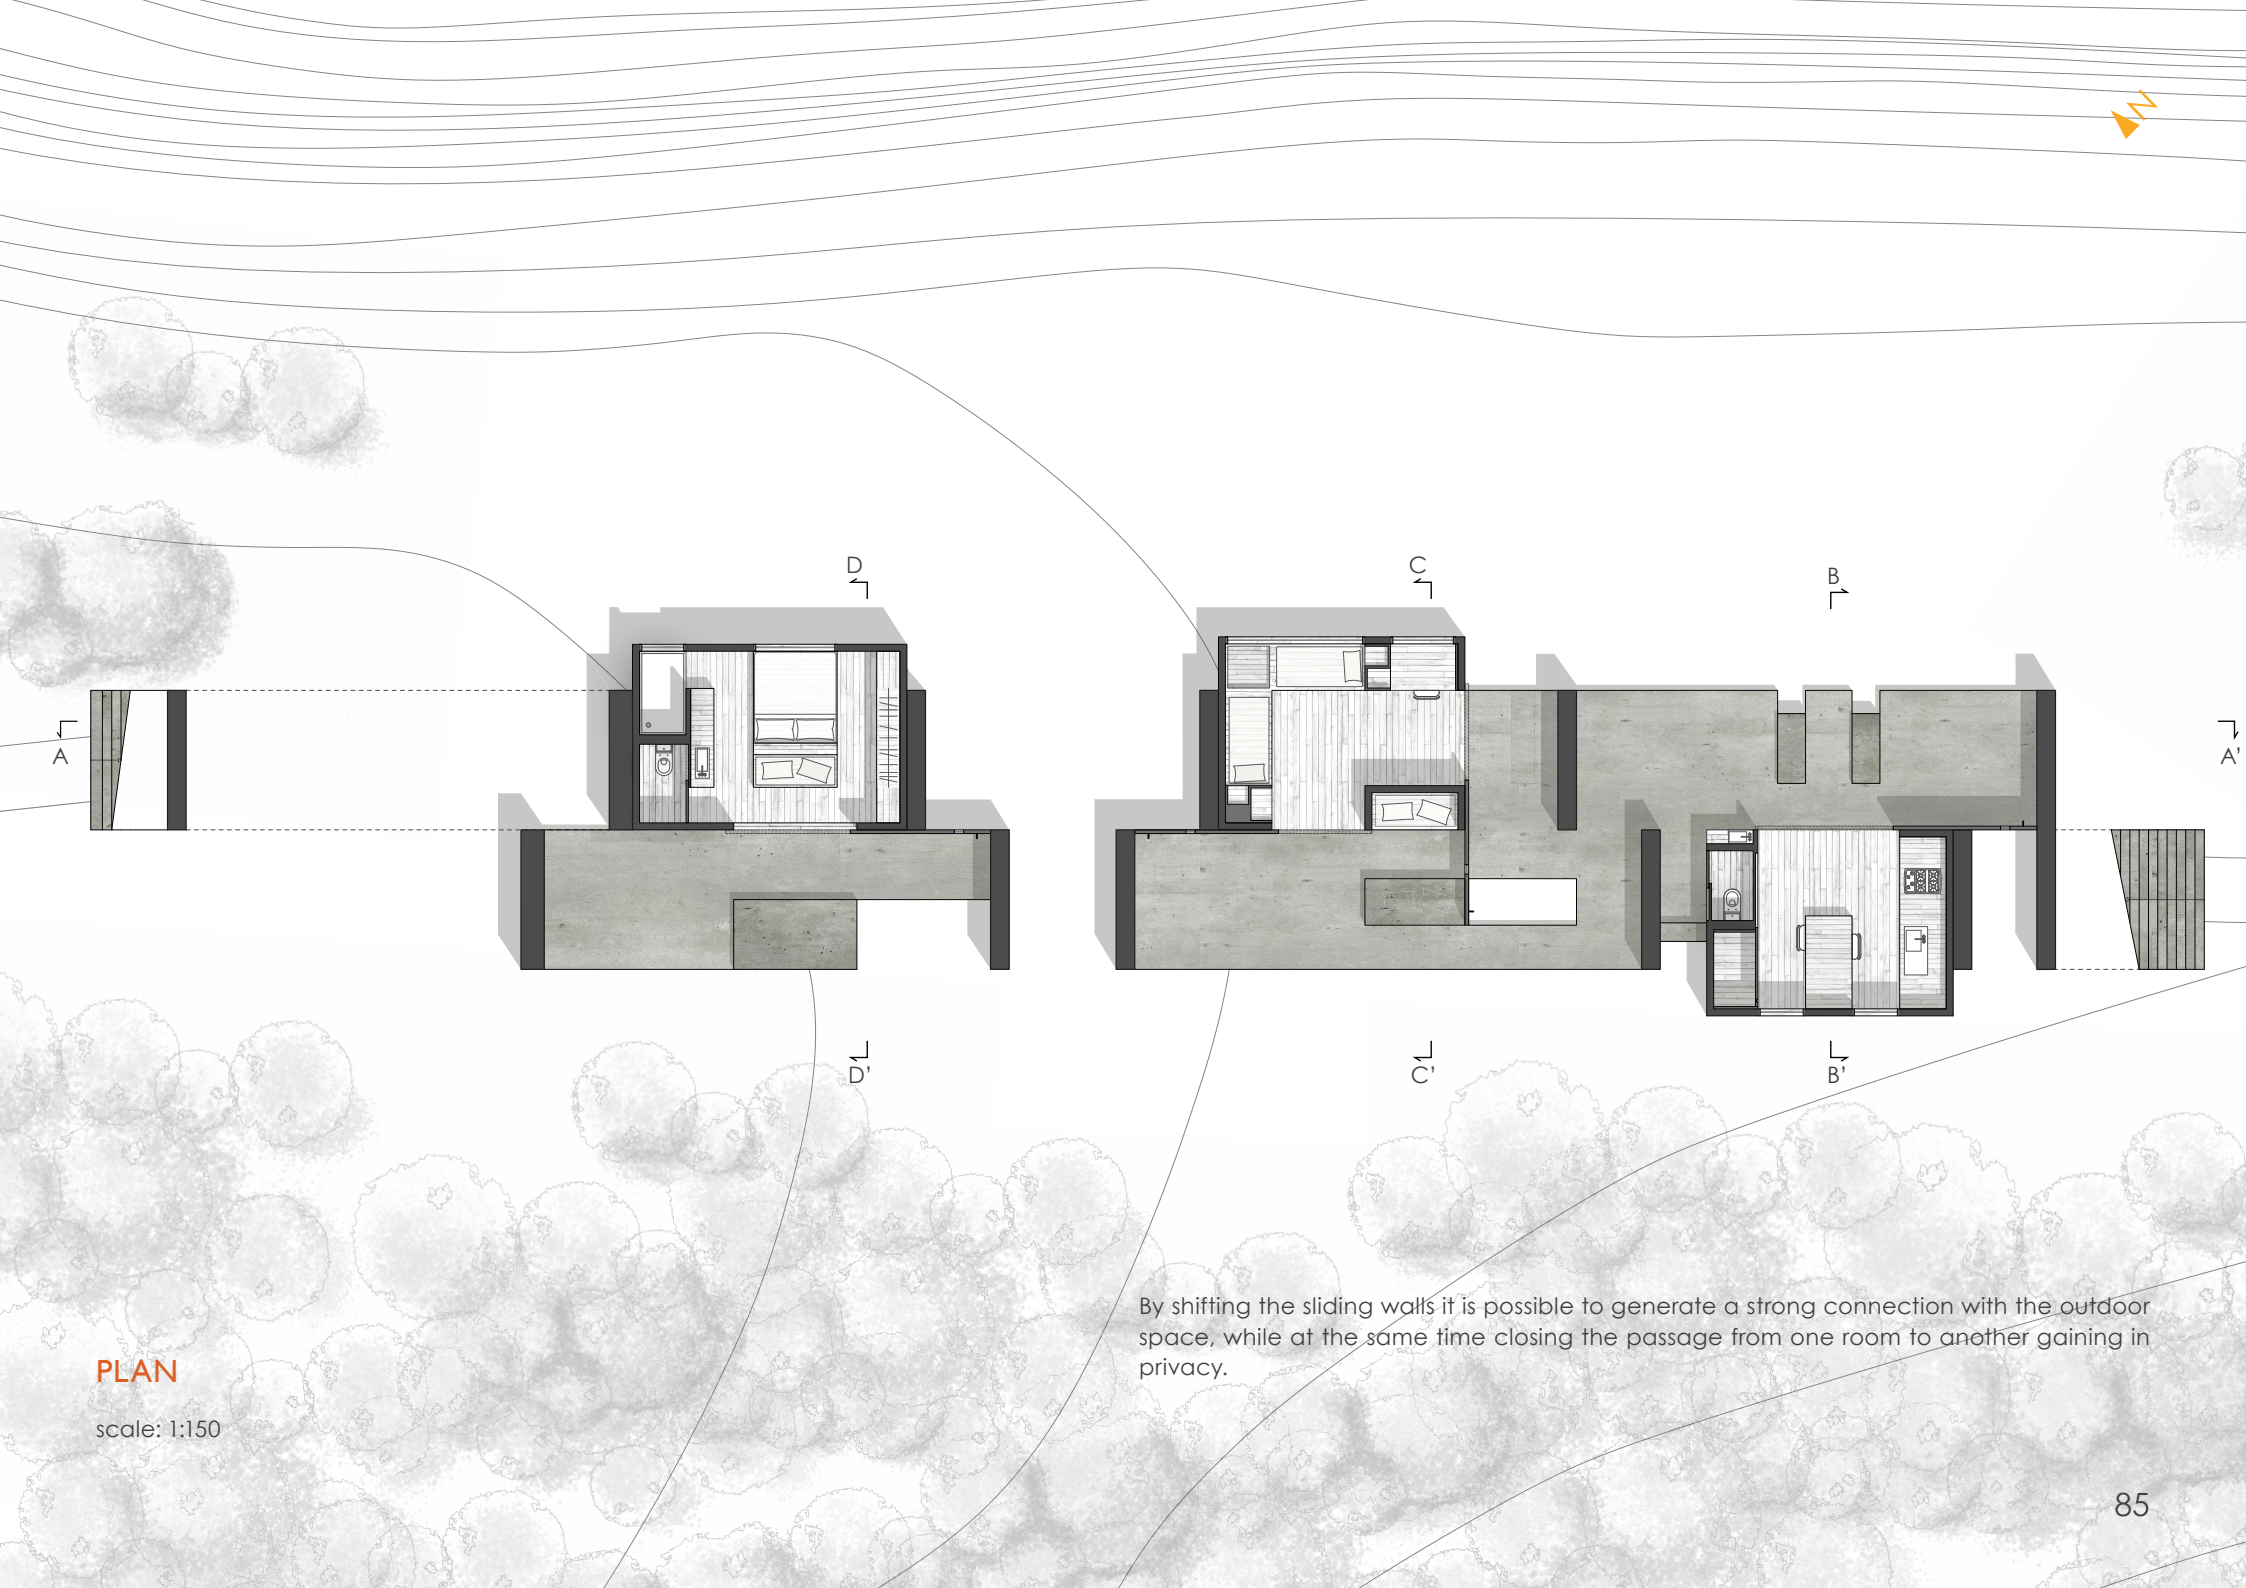 N
D
C
B
A
A'
D'
C'
B'
By shifting the sliding walls it is possible to generate a strong connection with the outdoor
space, while at the same time closing the passage from one room to another gaining in
privacy.
PLAN
scale: 1:150
85